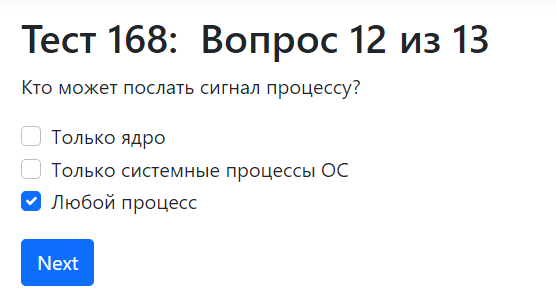 Тест 168: Вопрос 12 из 13
Кто может послать сигнал процессу?
Только ядро
Только системные процессы ОС
Любой процесс
Next